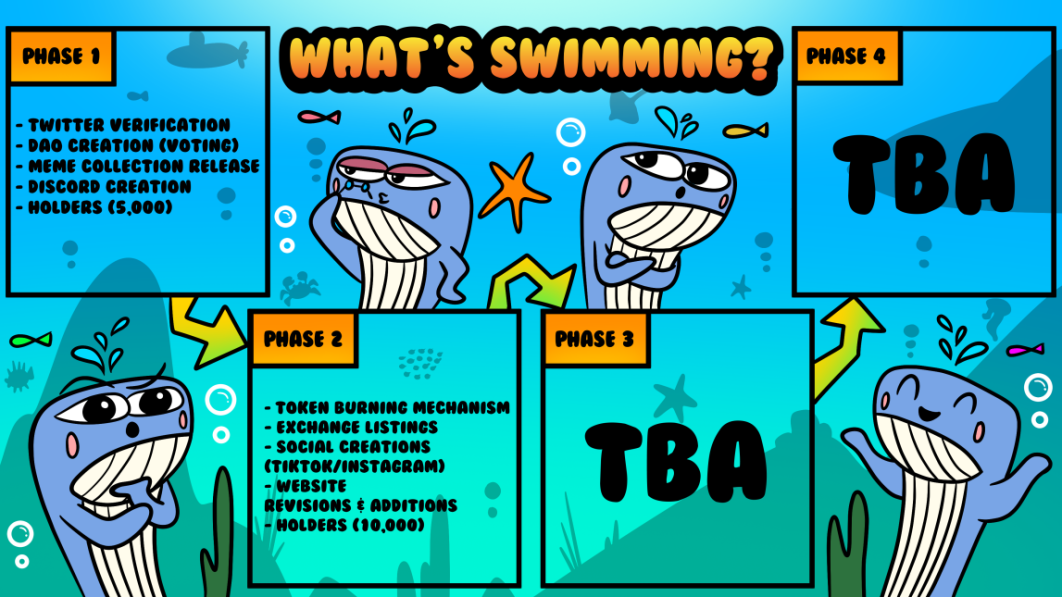 WHAT'S SWIMMING?
PHASE 1
- TWITTER VERIFICATION
- DAO CREATION (VOTING)
- MEME COLLECTION RELEASE
- DISCORD CREATION
- HOLDERS (5,000)
PHASE 2
- TOKEN BURNING MECHANISM
- EXCHANGE LISTINGS
- SOCIAL CREATIONS
(TIKTOK/INSTAGRAM)
- WEBSITE
REVISIONS & ADDITIONS
- HOLDERS (10,000)
PHASE 3
TBA
PHASE 4
TBA